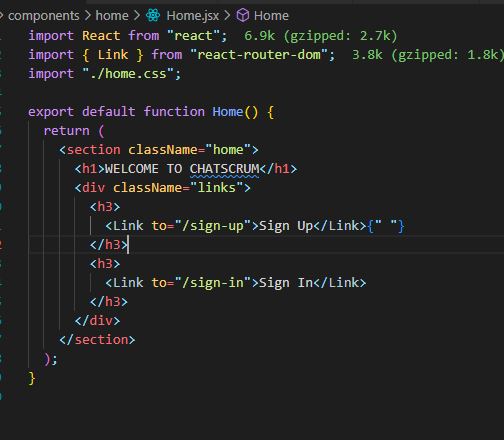 components > home > Home.jsx > Home
import React from "react"; 6.9k (gzipped: 2.7k)
import { Link } from "react-router-dom"; 3.8k (gzipped: 1.8k)
import "./home.css";
export default function Home() {
return (
<section className="home">
<h1>WELCOME TO CHATSCRUM</h1>
<div className="links">
<h3>
<Link to="/sign-up">Sign Up</Link>{" "}
</h3>
<h3>
<Link to="/sign-in">Sign In</Link>
</h3>
</div>
</section>
);
}